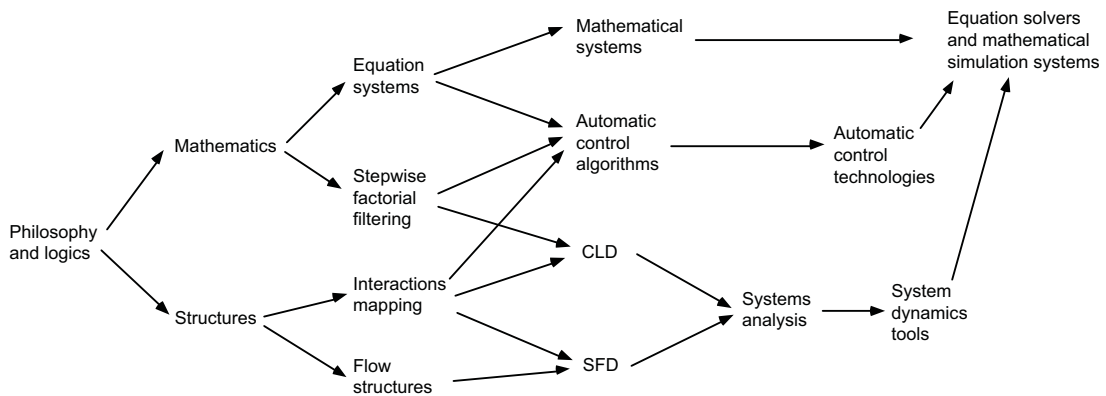 Philosophy
and logics
Mathematics
Structures
Equation
systems
Stepwise
factorial
filtering
Interactions
mapping
Flow
structures
Mathematical
systems
Automatic
control
algorithms
CLD
SFD
Systems
analysis
Automatic
control
technologies
System
dynamics
tools
Equation solvers
and mathematical
simulation systems